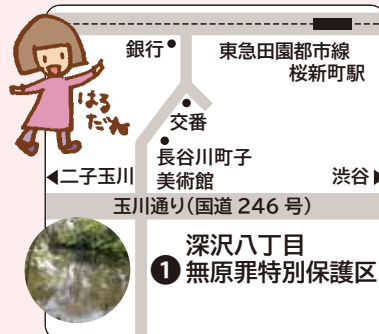 銀行
東急田園都市線
桜新町駅
はる
だね
交番
長谷川町子
美術館
◀二子玉川
渋谷▶
玉川通り(国道 246 号)
深沢八丁目
❶無原罪特別保護区